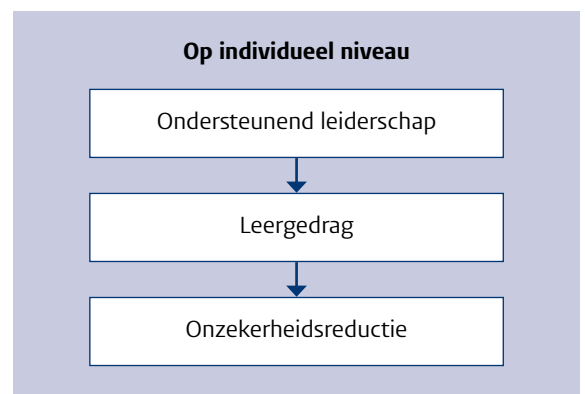 Op individueel niveau
Ondersteunend leiderschap
Leergedrag
Onzekerheidsreductie